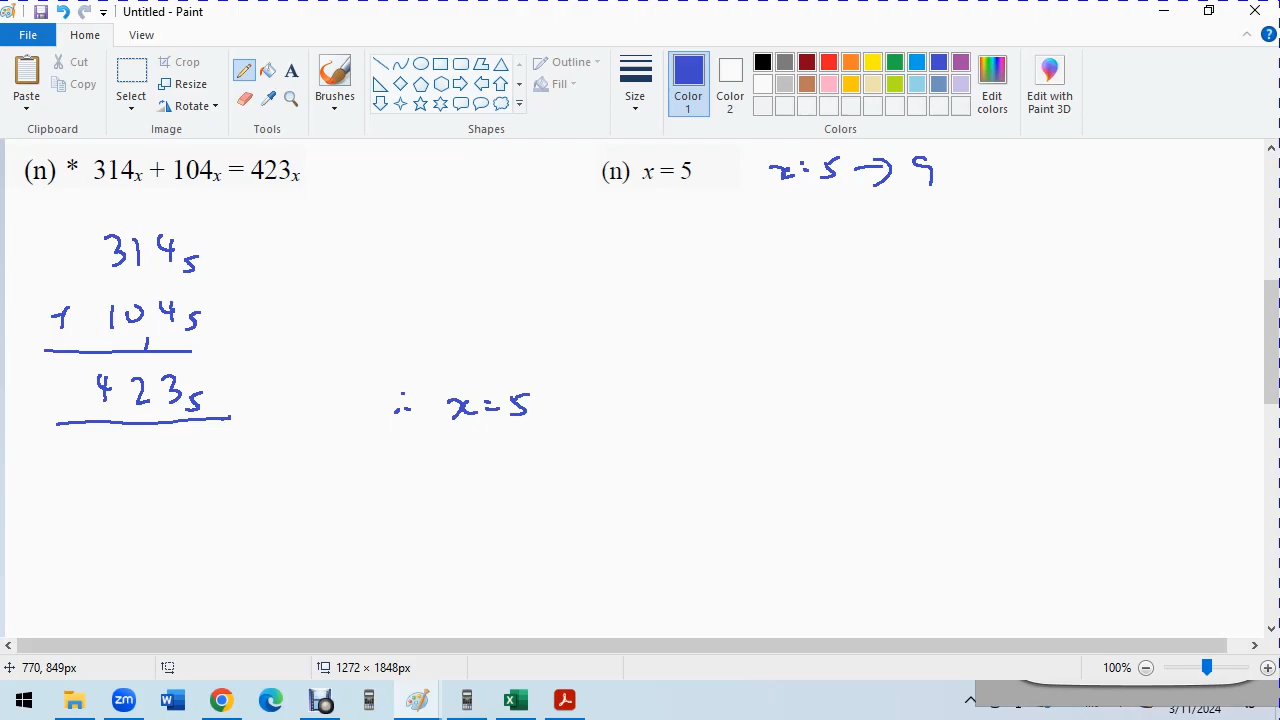 Untitled - Paint
File Home View
Paste Cut Copy Clipboard
Select Crop Resize Rotate Image
Tools
Brushes
Outline Fill Shapes
Size
Color 1
Color 2
Edit colors
Edit with Paint 3D
Colors
(n) * 314ₓ + 104ₓ = 423ₓ
(n) x = 5
x = 5 → 9
314₅
+ 104₅
1
423₅
∴ x = 5
770, 849px
1272 × 1848px
100%
3/11/2024